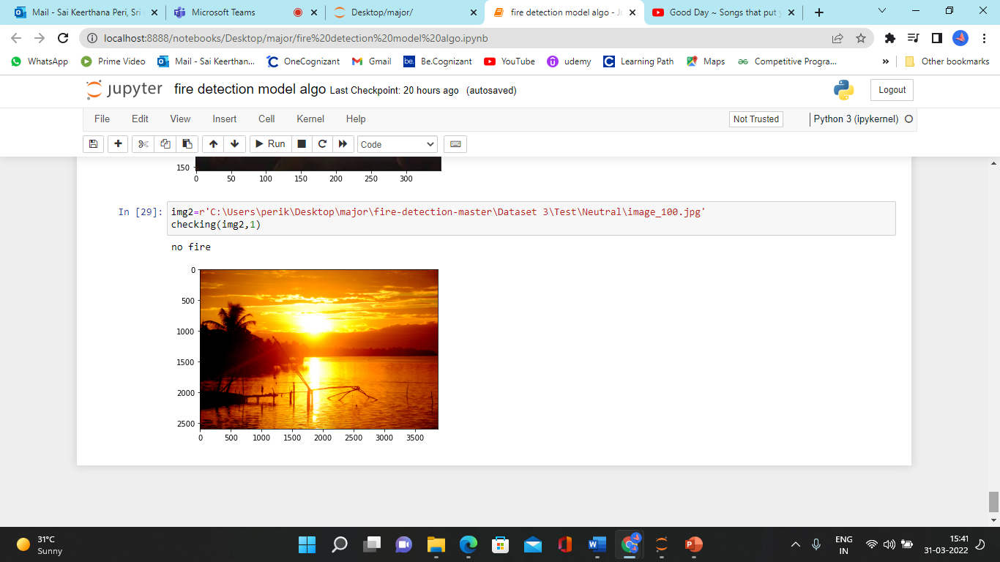 Mail - Sai Keerthana Peri, Sri
Microsoft Teams
Desktop/major/
fire detection model algo - Ju
Good Day ~ Songs that put y
localhost:8888/notebooks/Desktop/major/fire%20detection%20model%20algo.ipynb
WhatsApp
Prime Video
Mail - Sai Keerthan...
OneCognizant
Gmail
be.
Be.Cognizant
YouTube
udemy
Learning Path
Maps
Competitive Progra...
»
Other bookmarks
jupyter
fire detection model algo Last Checkpoint: 20 hours ago (autosaved)
Logout
File Edit View Insert Cell Kernel Help
Not Trusted
Python 3 (ipykernel)
Run
Code
150
0 50 100 150 200 250 300
In [29]:
img2=r'C:\Users\perik\Desktop\major\fire-detection-master\Dataset 3\Test\Neutral\image_100.jpg'
checking(img2,1)
no fire
0
500
1000
1500
2000
2500
0 500 1000 1500 2000 2500 3000 3500
31°C
Sunny
ENG
IN
15:41
31-03-2022